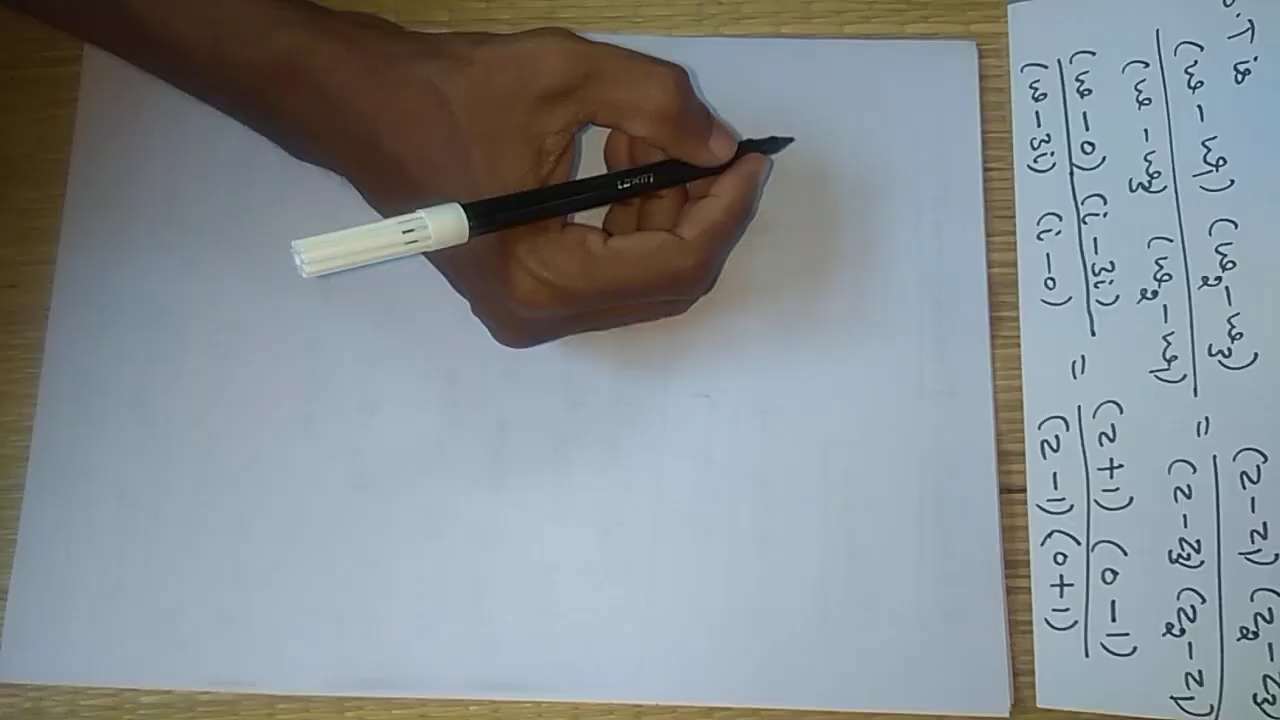 T is
(w - w₁) (w₂ - w₃) = (z - z₁) (z₂ - z₃)
(w - w₃) (w₂ - w₁) (z - z₃) (z₂ - z₁)
(w - 0) (i - 3i) = (z + 1) (0 - 1)
(w - 3i) (i - 0) (z - 1) (0 + 1)
LUXOR